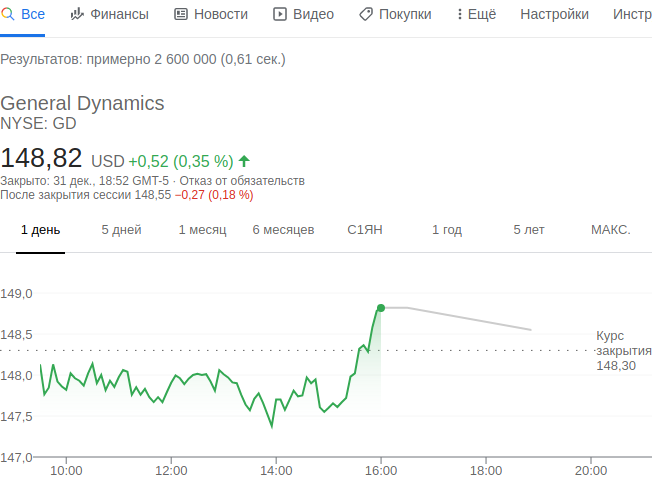 Все Финансы Новости Видео Покупки Ещё Настройки Инстр
Результатов: примерно 2 600 000 (0,61 сек.)
General Dynamics
NYSE: GD
148,82 USD +0,52 (0,35 %)
Закрыто: 31 дек., 18:52 GMT-5 · Отказ от обязательств
После закрытия сессии 148,55 −0,27 (0,18 %)
1 день 5 дней 1 месяц 6 месяцев С1ЯН 1 год 5 лет МАКС.
149,0
148,5
148,0
147,5
147,0
Курс
закрытия
148,30
10:00 12:00 14:00 16:00 18:00 20:00